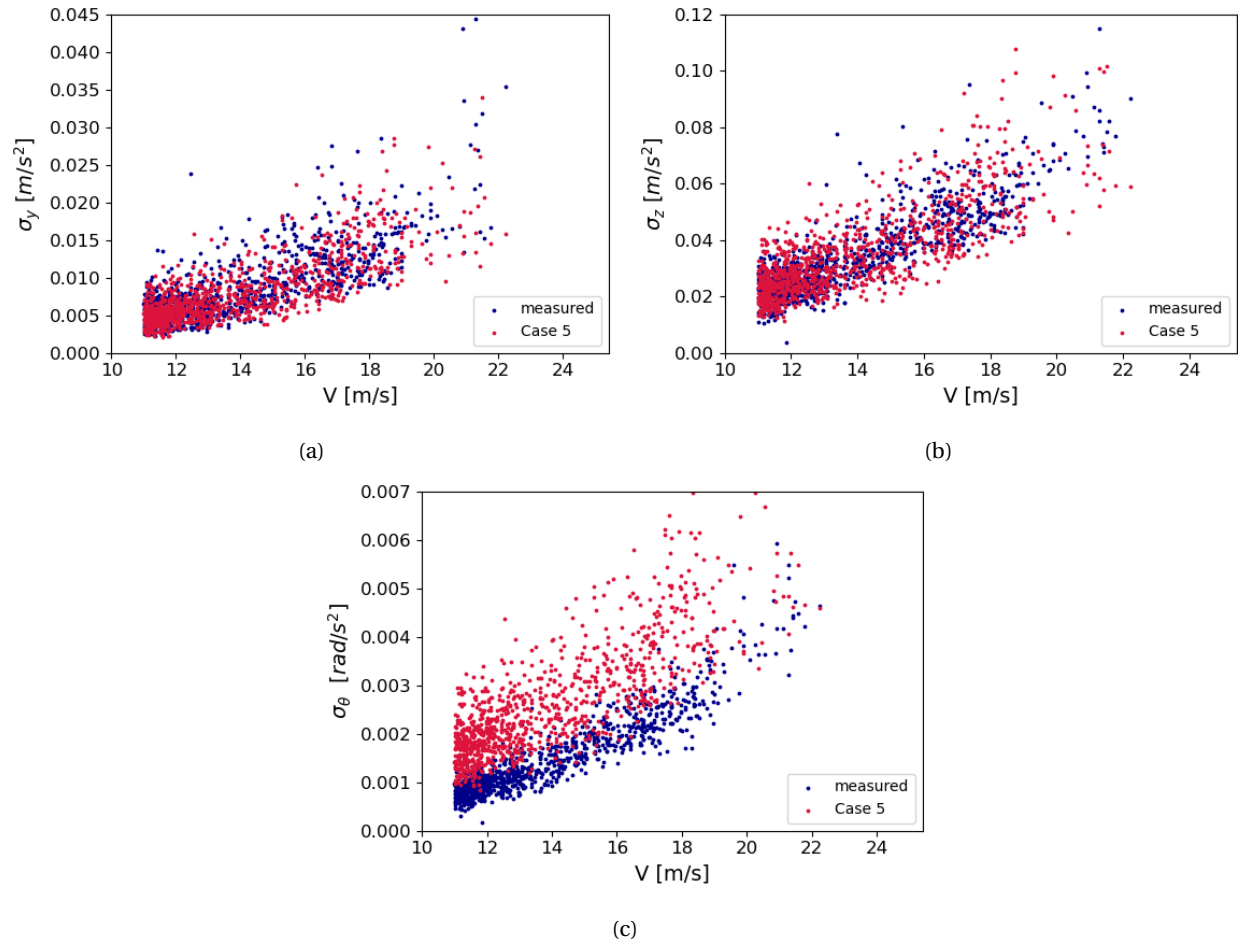 0.045
0.040
0.035
0.030
0.025
0.020
0.015
0.010
0.005
0.000
σ_y [m/s²]
10 12 14 16 18 20 22 24
V [m/s]
measured
Case 5
(a)
0.12
0.10
0.08
0.06
0.04
0.02
0.00
σ_z [m/s²]
10 12 14 16 18 20 22 24
V [m/s]
measured
Case 5
(b)
0.007
0.006
0.005
0.004
0.003
0.002
0.001
0.000
σ_θ [rad/s²]
10 12 14 16 18 20 22 24
V [m/s]
measured
Case 5
(c)